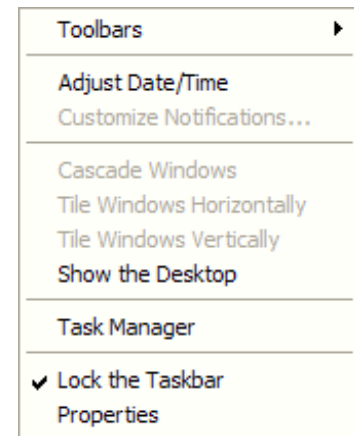 Toolbars
Adjust Date/Time
Customize Notifications...
Cascade Windows
Tile Windows Horizontally
Tile Windows Vertically
Show the Desktop
Task Manager
Lock the Taskbar
Properties